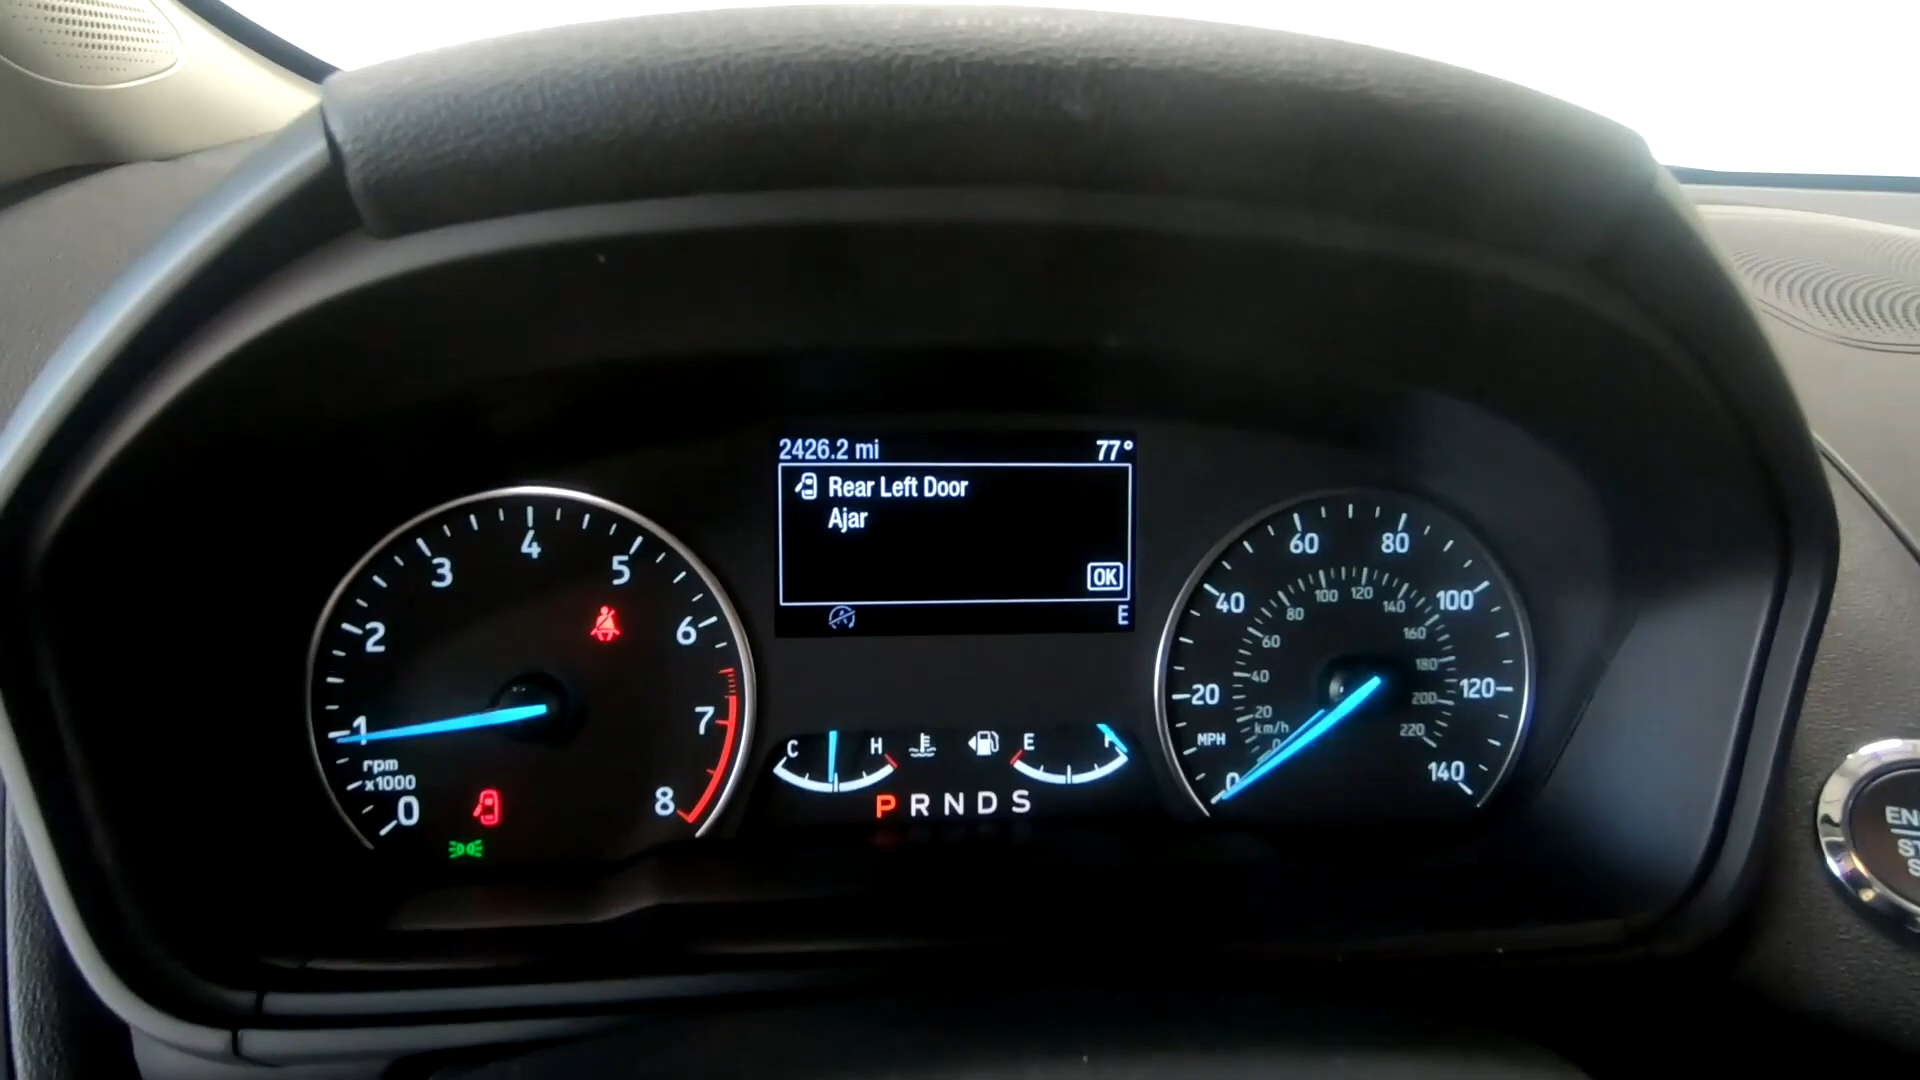 2426.2 mi 77°
Rear Left Door
Ajar
OK
E
0 1 2 3 4 5 6 7 8
rpm
x1000
C H E F
P R N D S
0 20 40 60 80 100 120 140
MPH
20 40 60 80 100 120 140 160 180 200 220
km/h
0